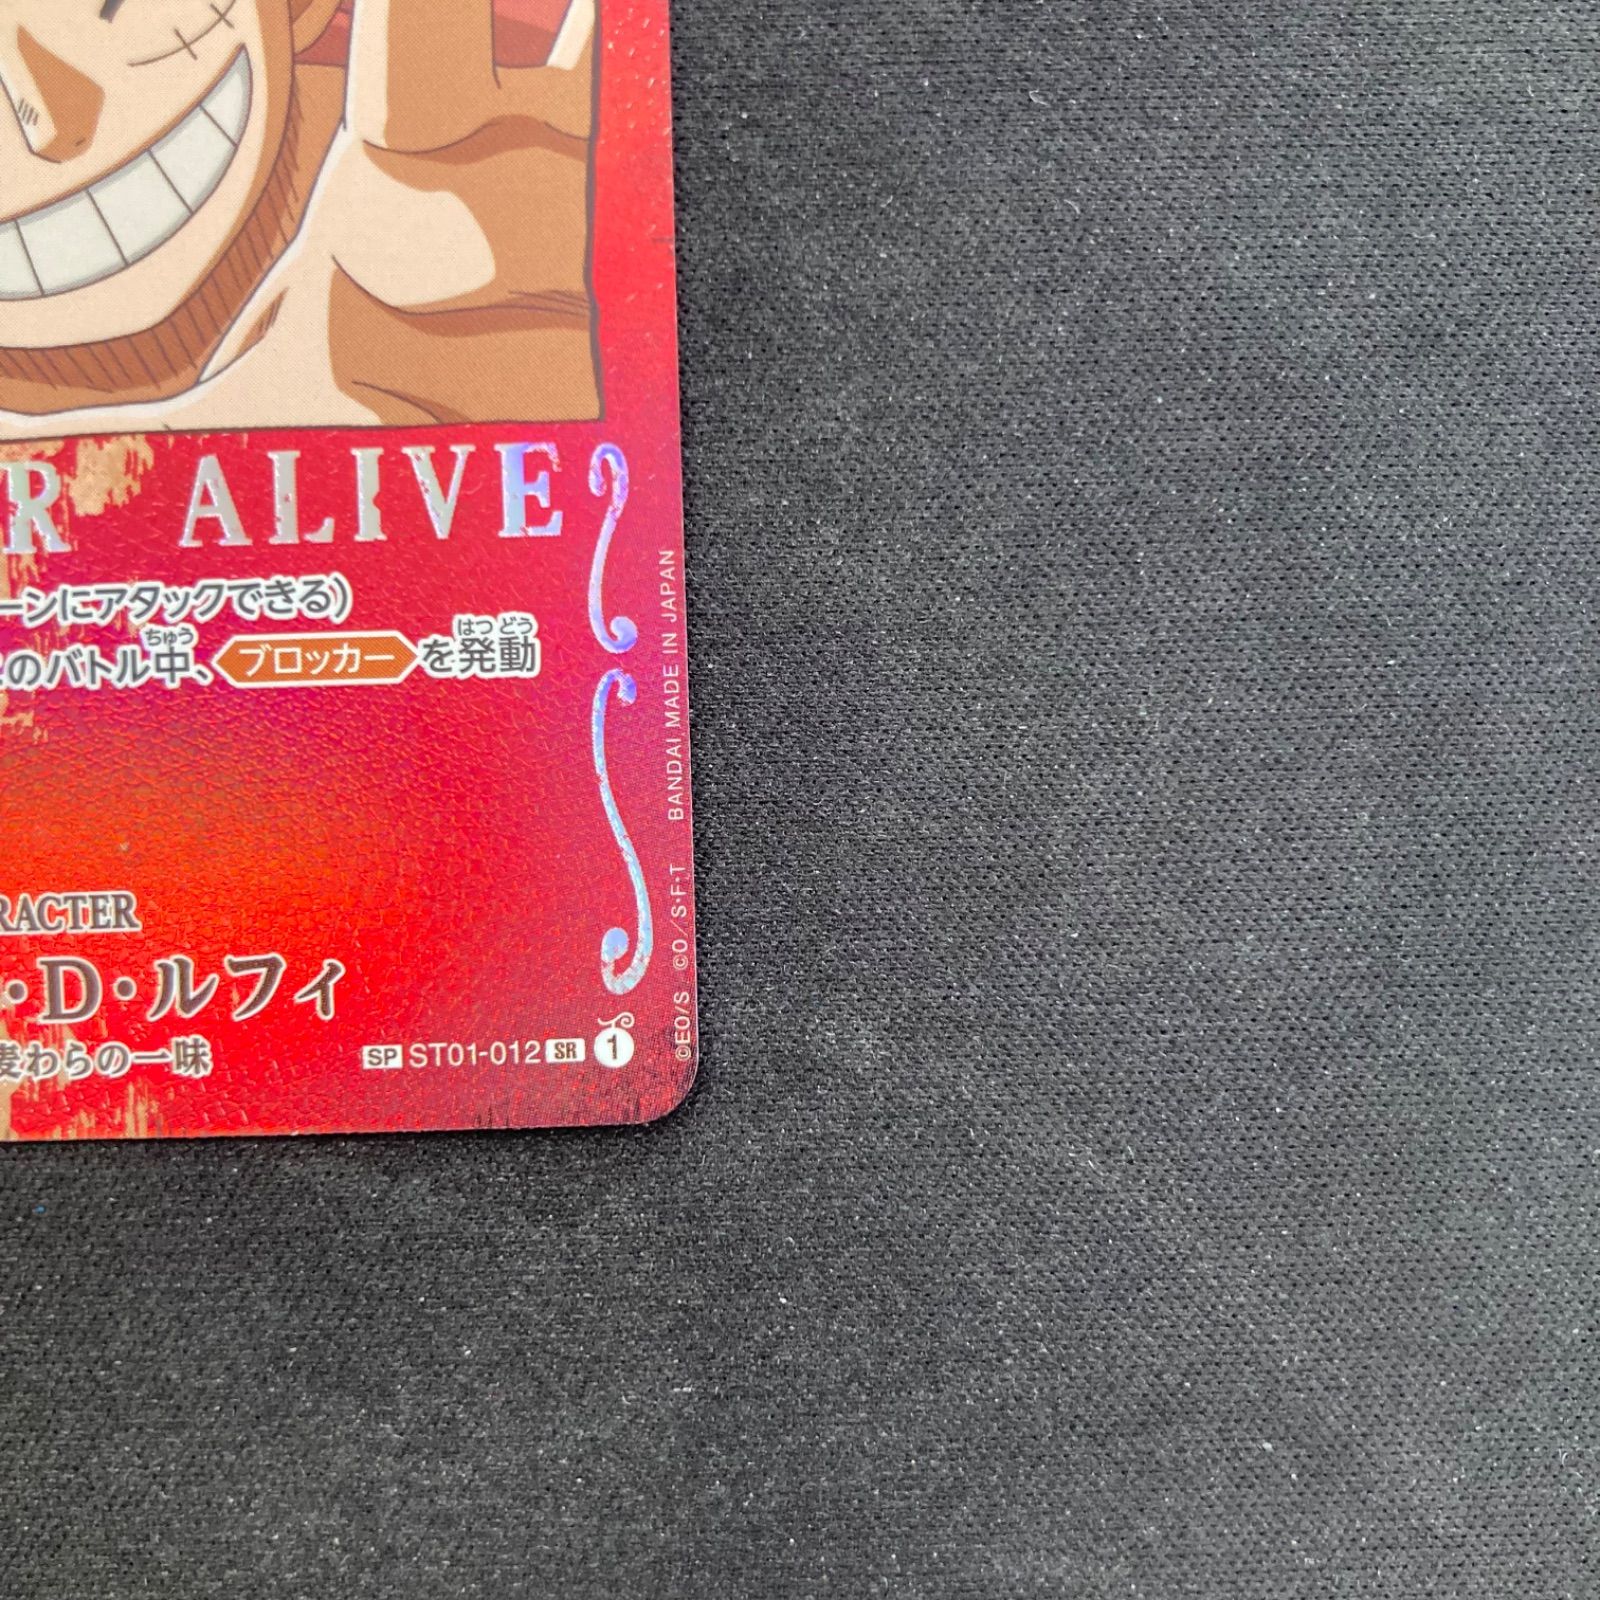 R ALIVE
ーンにアタックできる)
このバトル中、ブロッカーを発動
ちゅう
はつ どう
RACTER
・D・ルフィ
麦わらの一味
SP ST01-012 SR 1
©EO/S ©O/S・F・T BANDAI MADE IN JAPAN